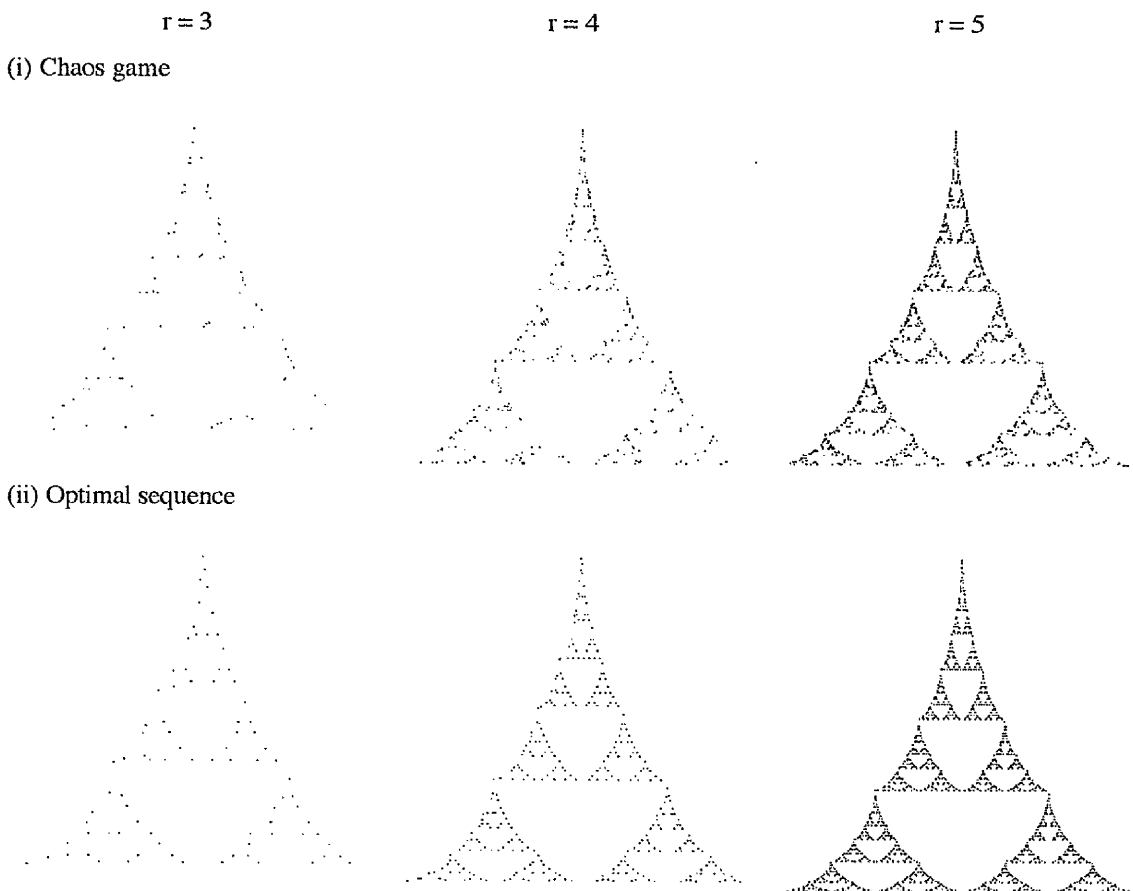 r = 3 r = 4 r = 5
(i) Chaos game
(ii) Optimal sequence